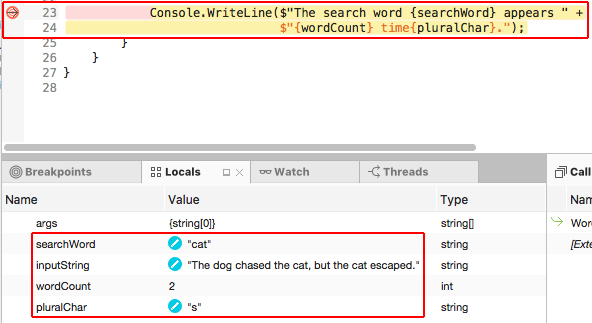 23 Console.WriteLine($"The search word {searchWord} appears " +
24 $"{wordCount} time{pluralChar}.");
25 }
26 }
27 }
28
Breakpoints Locals Watch Threads Call
Name Value Type Na
args {string[0]} string[] Wor
searchWord "cat" string [Exte
inputString "The dog chased the cat, but the cat escaped." string
wordCount 2 int
pluralChar "s" string